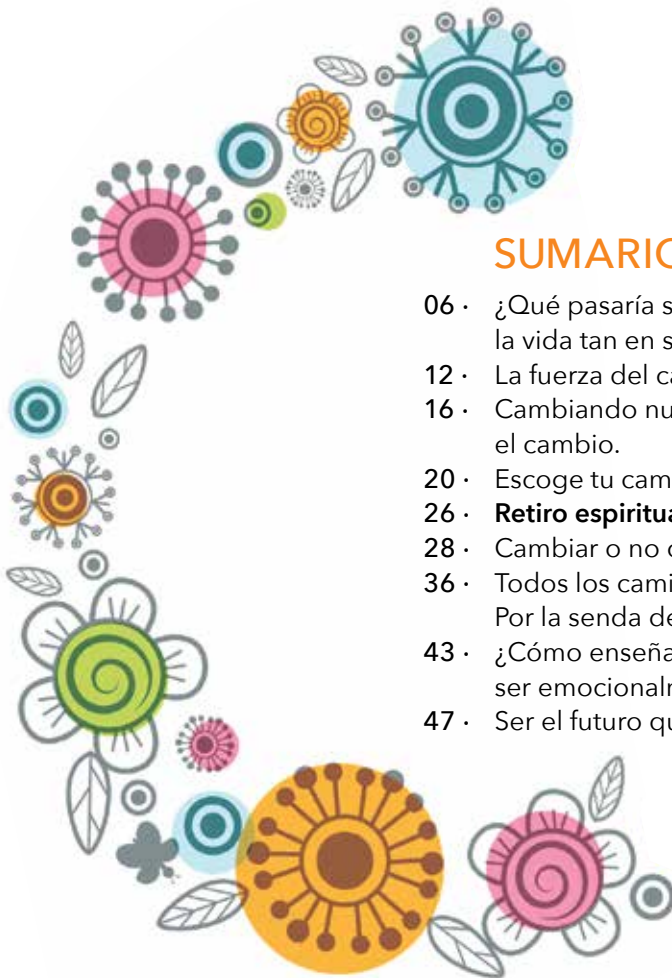 SUMARIO
06 · ¿Qué pasaría s
la vida tan en s
12 · La fuerza del ca
16 · Cambiando nu
el cambio.
20 · Escoge tu cam
26 · Retiro espiritua
28 · Cambiar o no c
36 · Todos los cami
Por la senda de
43 · ¿Cómo enseña
ser emocionalm
47 · Ser el futuro qu